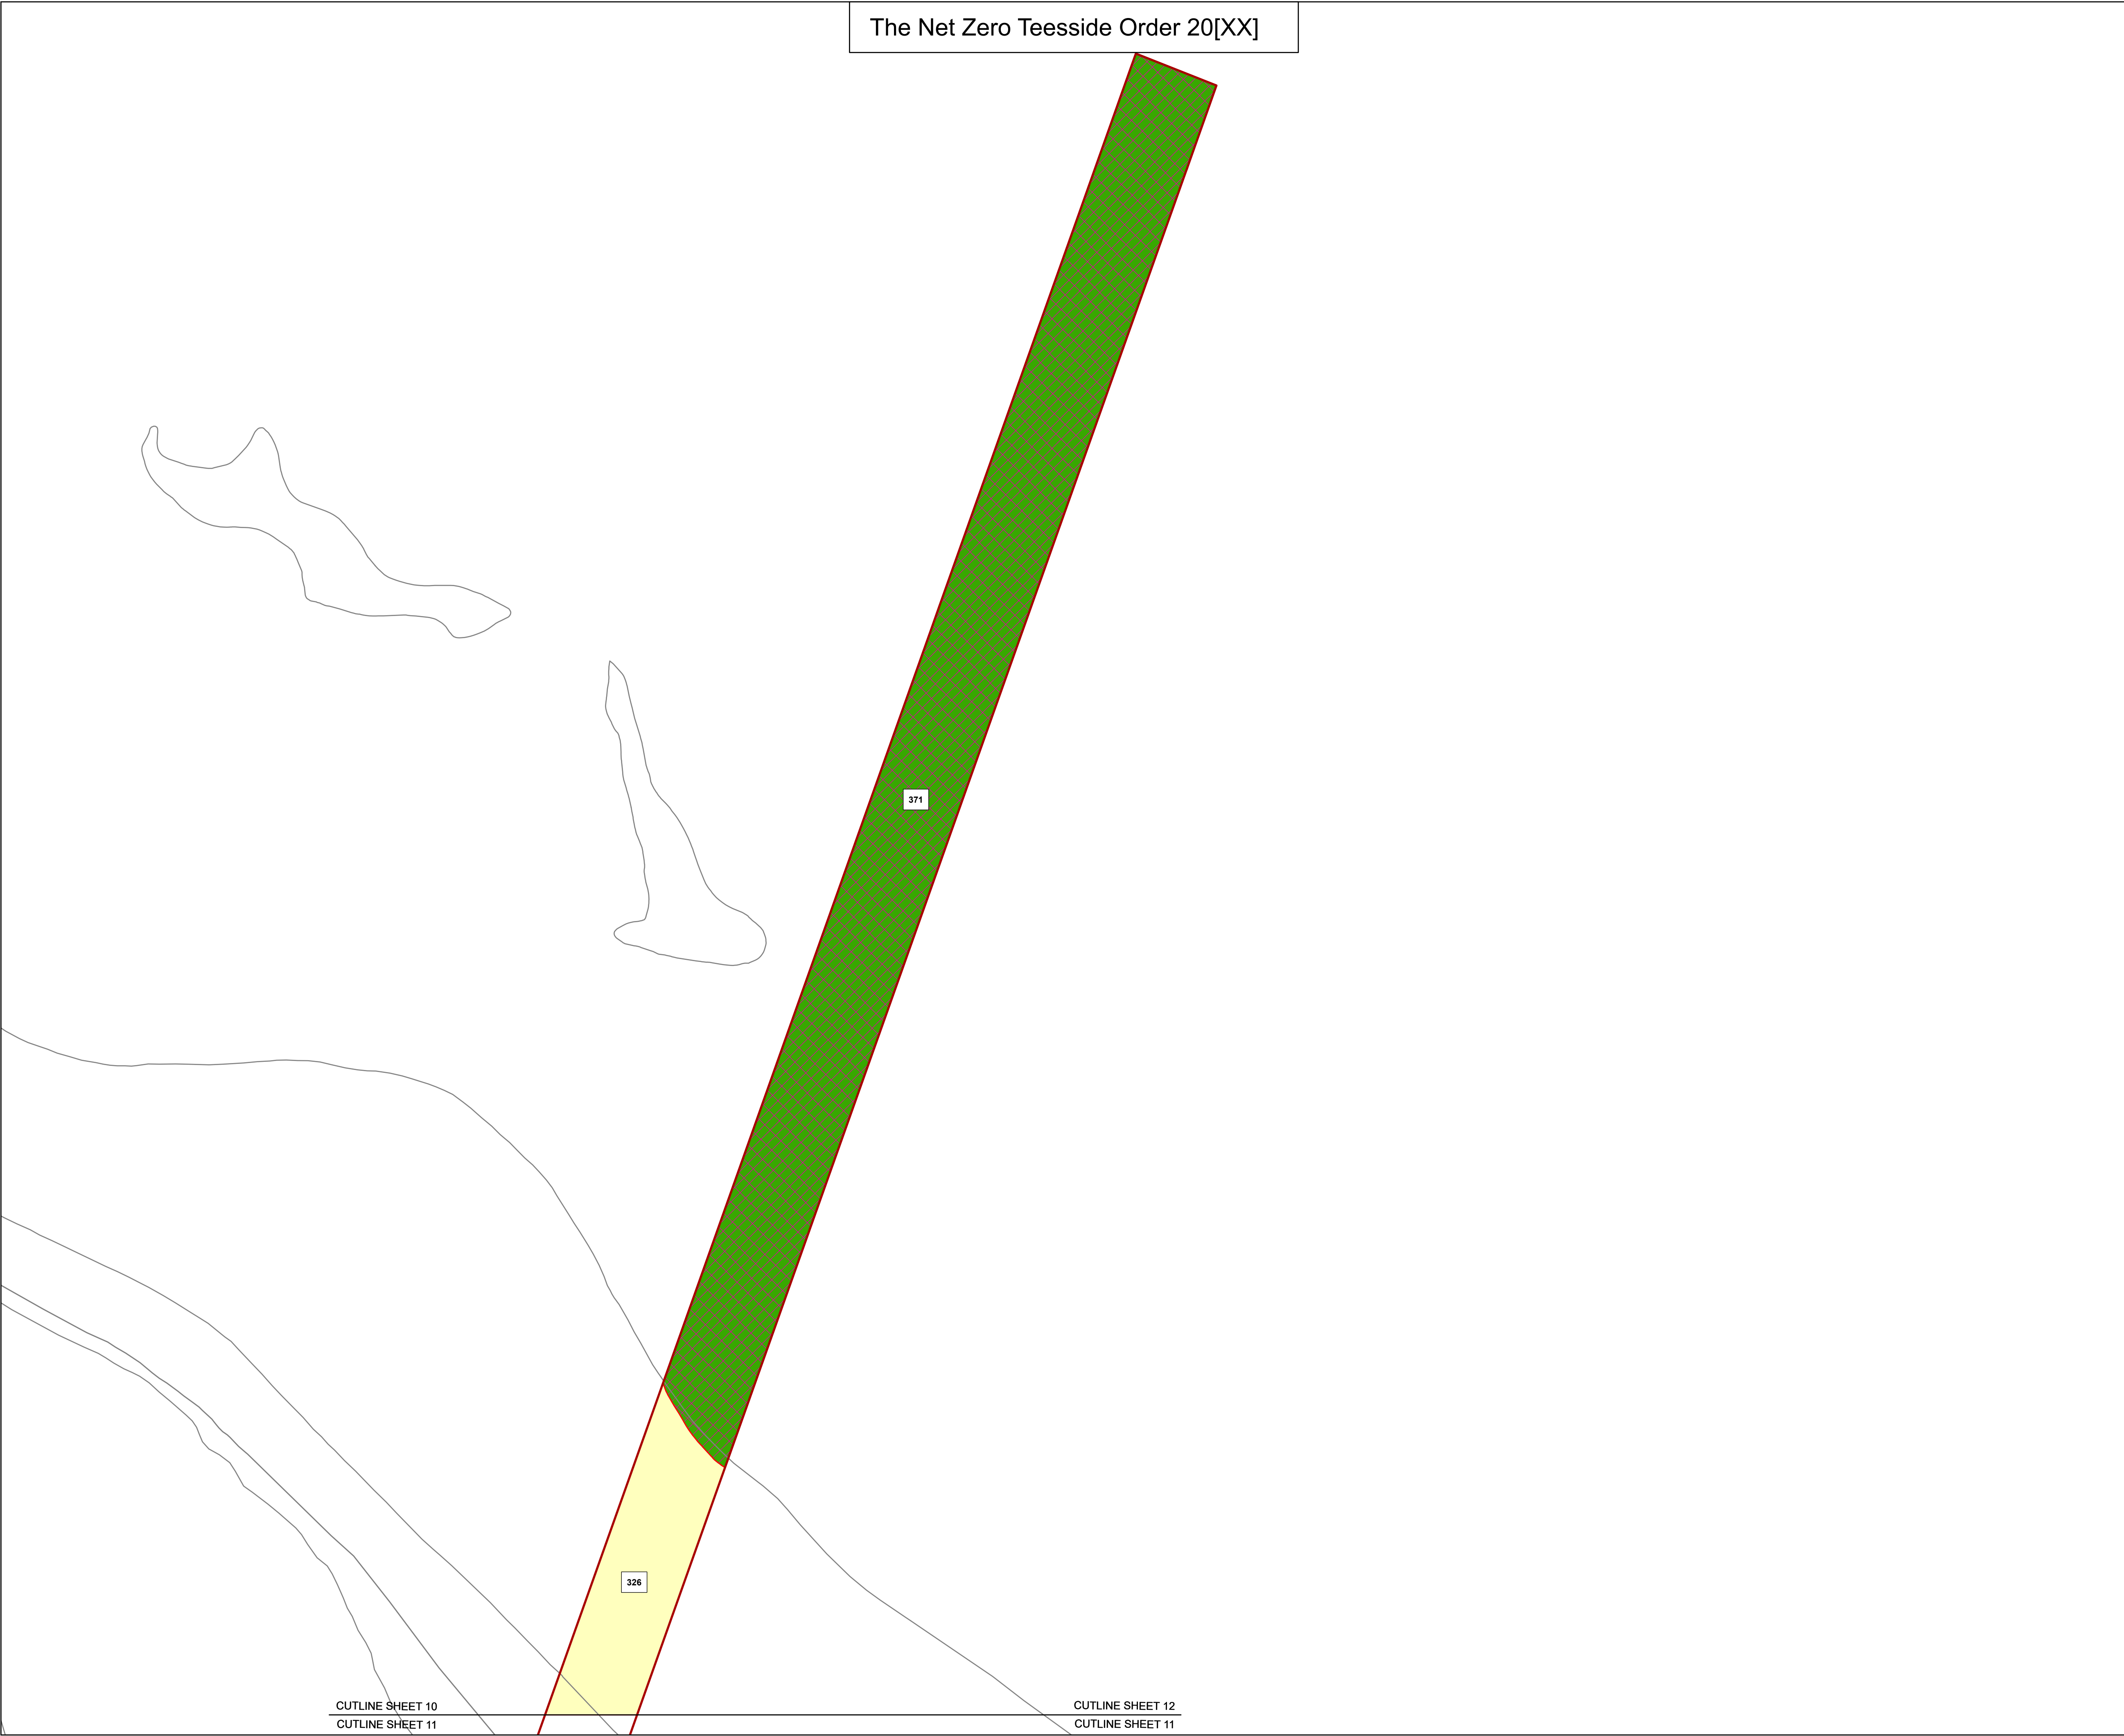 The Net Zero Teesside Order 20[XX]
371
326
CUTLINE SHEET 10
CUTLINE SHEET 12
CUTLINE SHEET 11
CUTLINE SHEET 11